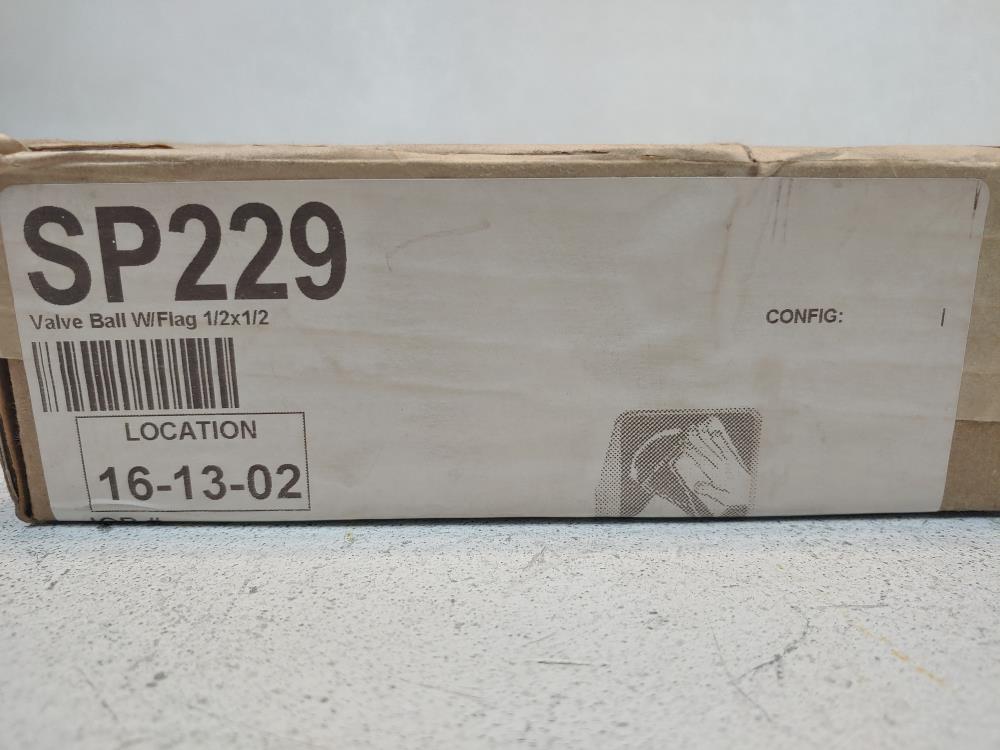 SP229
Valve Ball W/Flag 1/2x1/2
CONFIG:
LOCATION
16-13-02